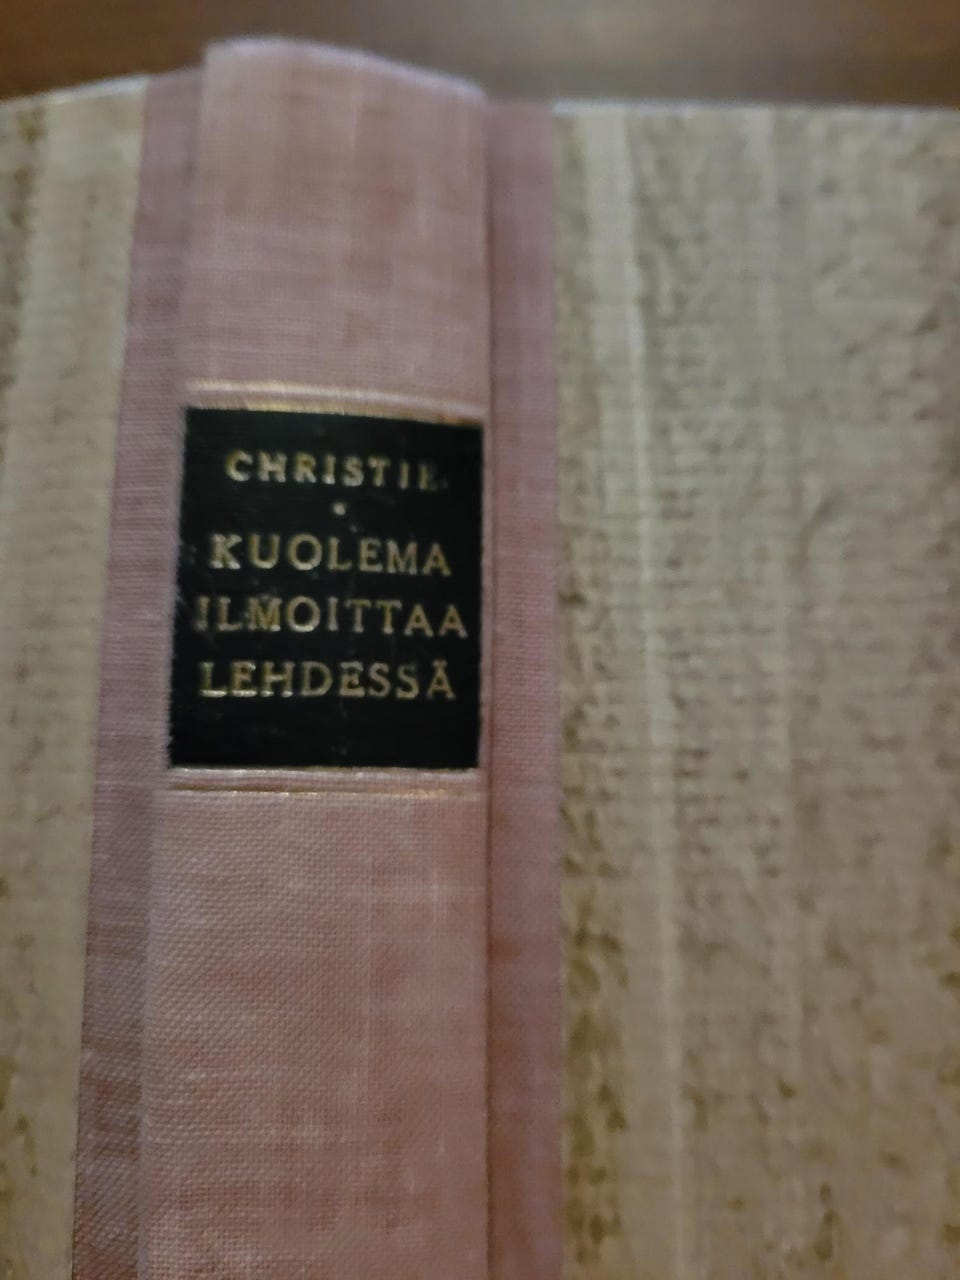 CHRISTIE
KUOLEMA
ILMOITTAA
LEHDESSÄ